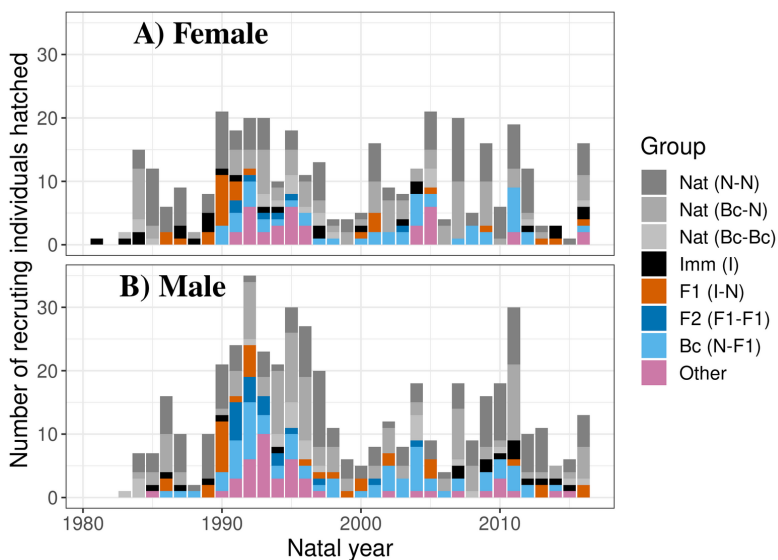 A) Female
30
20
10
0
B) Male
30
20
10
0
1980
1990
2000
2010
Natal year
Number of recruiting individuals hatched
Group
Nat (N-N)
Nat (Bc-N)
Nat (Bc-Bc)
Imm (I)
F1 (I-N)
F2 (F1-F1)
Bc (N-F1)
Other